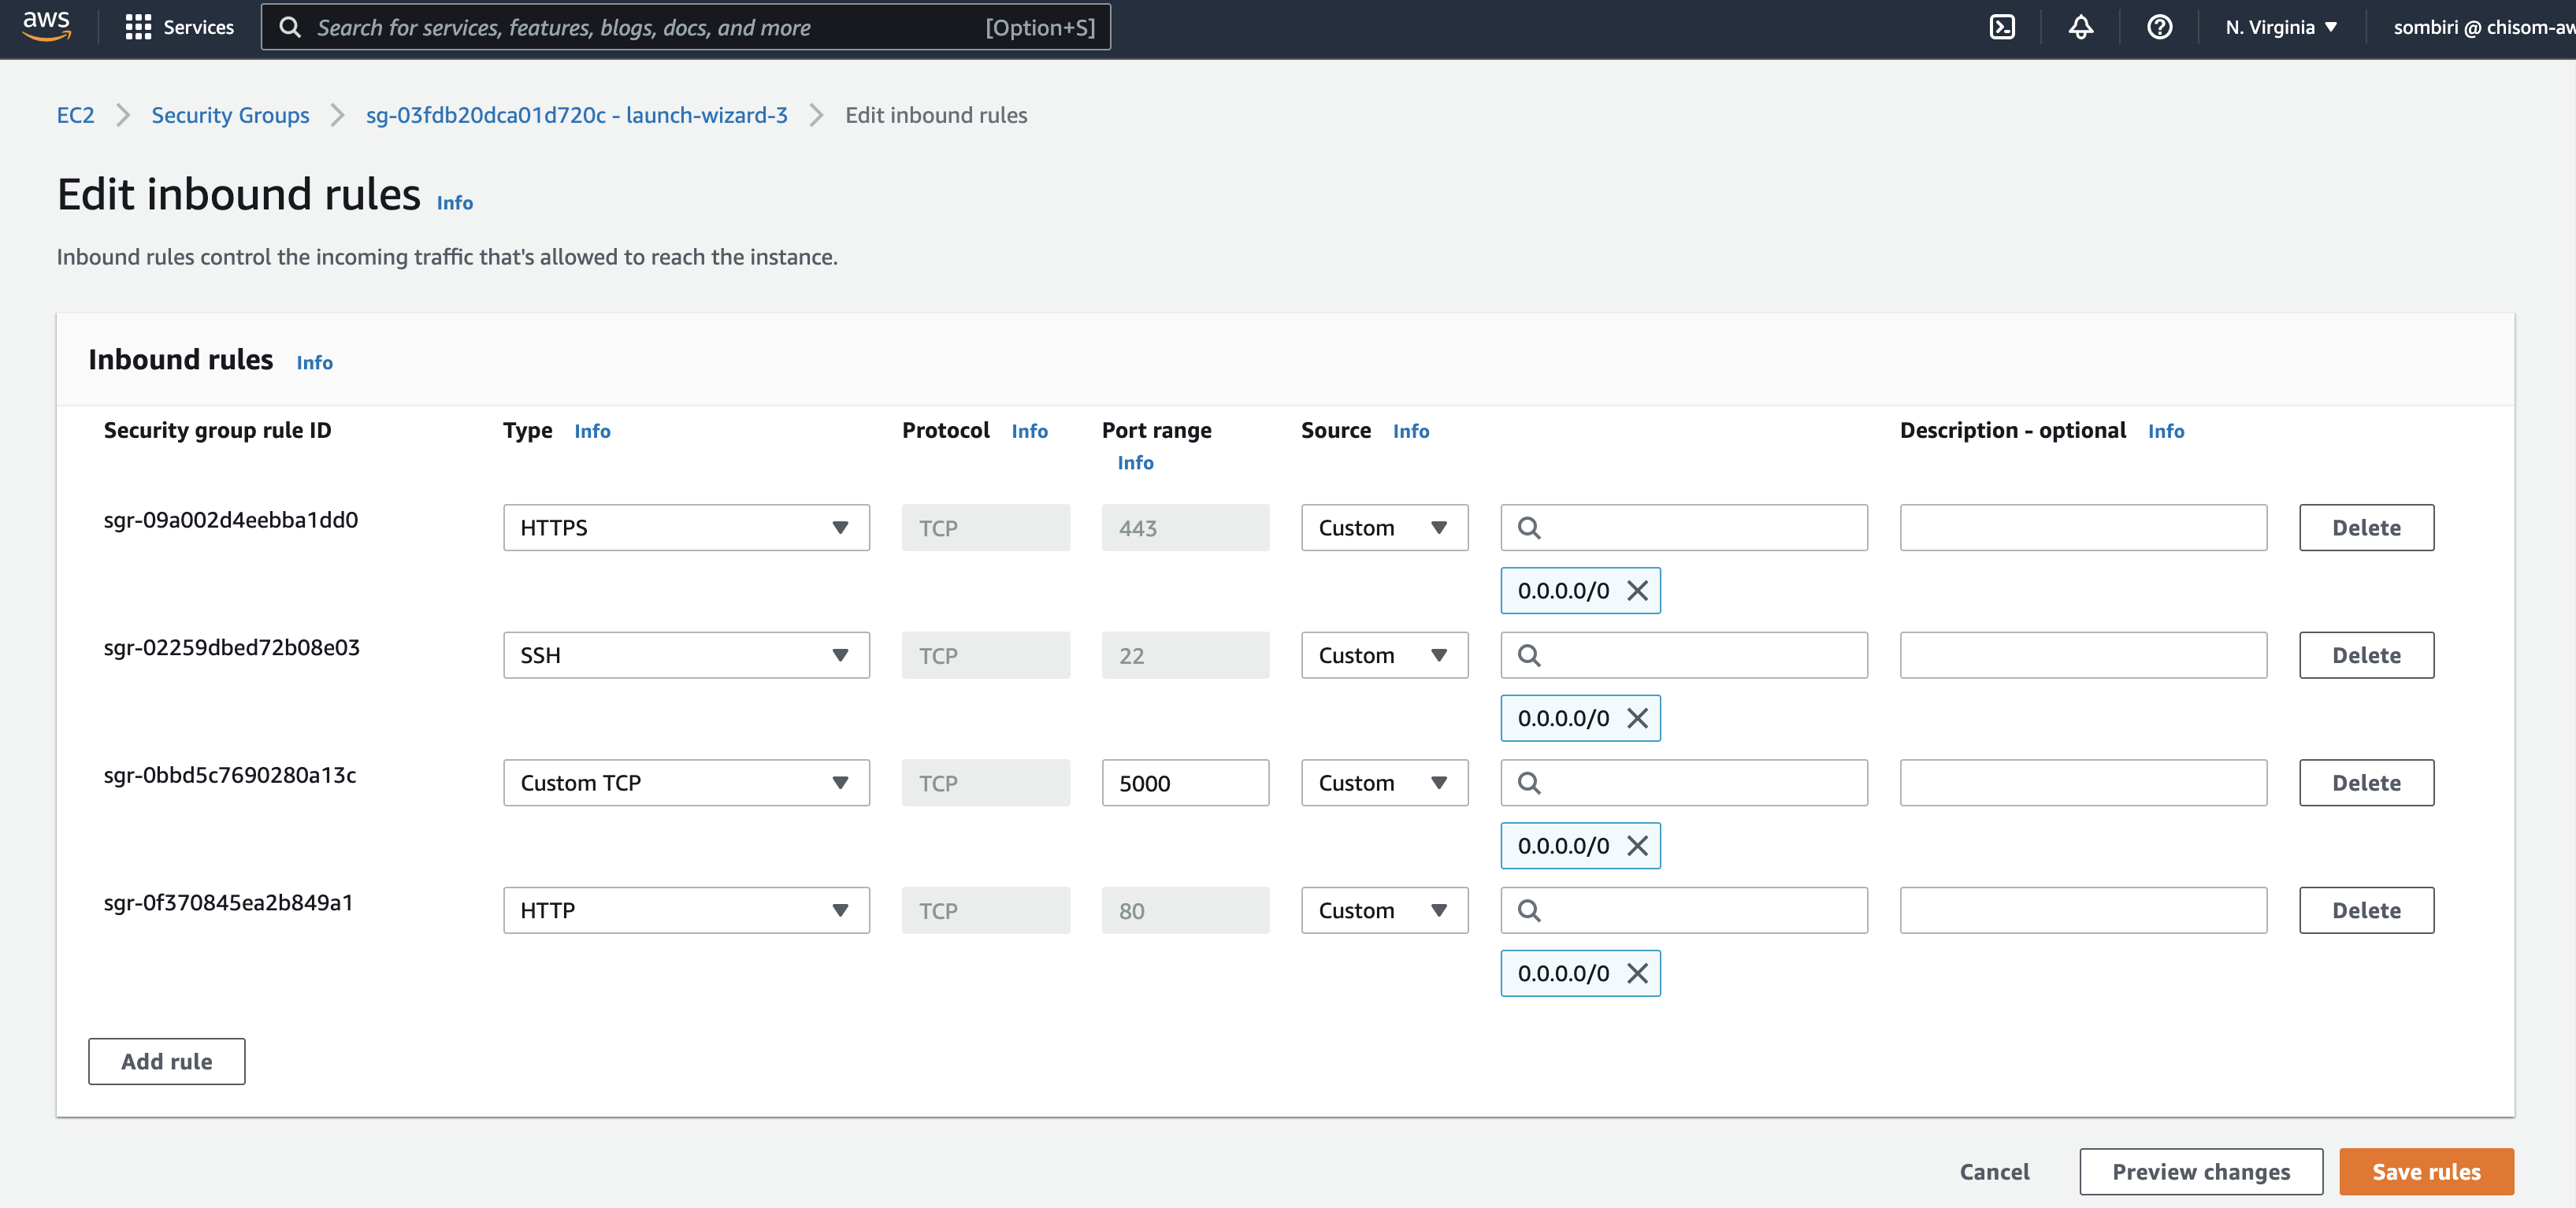 aws Services Search for services, features, blogs, docs, and more [Option+S] N. Virginia sombiri @ chisom-aw
EC2 Security Groups sg-03fdb20dca01d720c - launch-wizard-3 Edit inbound rules
Edit inbound rules Info
Inbound rules control the incoming traffic that's allowed to reach the instance.
Inbound rules Info
Security group rule ID Type Info Protocol Info Port range Source Info Description - optional Info
Info
sgr-09a002d4eebba1dd0 HTTPS TCP 443 Custom Delete
0.0.0.0/0
sgr-02259dbed72b08e03 SSH TCP 22 Custom Delete
0.0.0.0/0
sgr-0bbd5c7690280a13c Custom TCP TCP 5000 Custom Delete
0.0.0.0/0
sgr-0f370845ea2b849a1 HTTP TCP 80 Custom Delete
0.0.0.0/0
Add rule
Cancel Preview changes Save rules